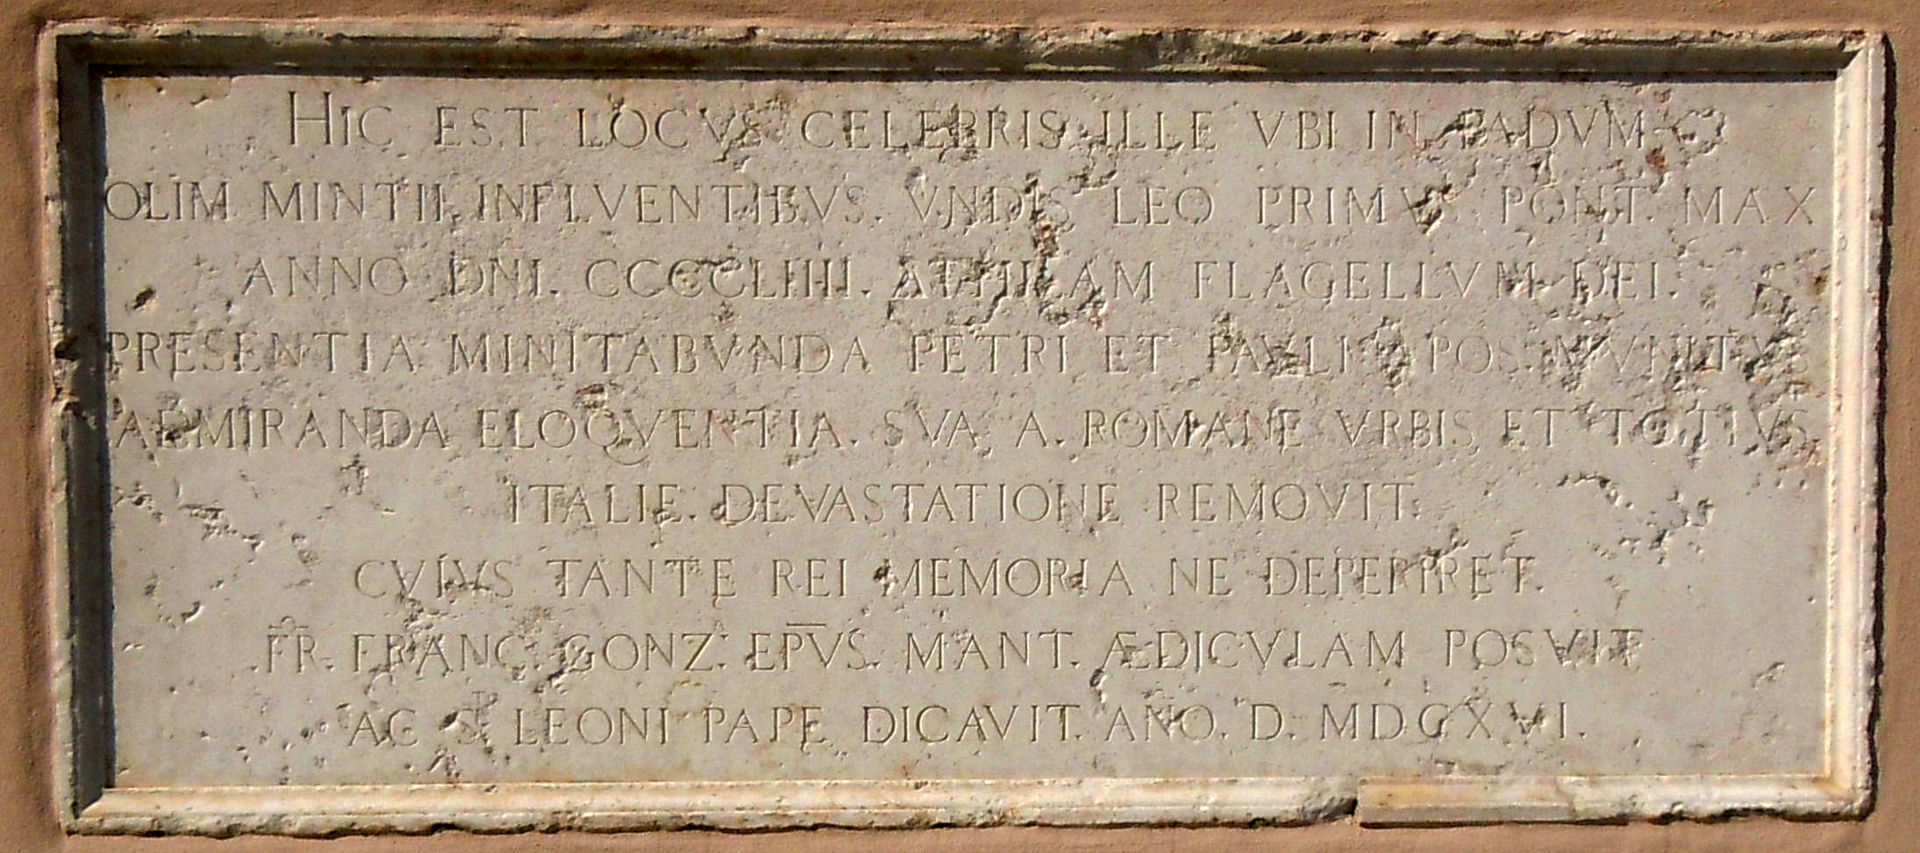 HIC EST LOCVS CELEBRIS ILLE VBI IN PADVM
OLIM MINTII INFLVENTIBVS. VNDIS LEO PRIMVS PONT. MAX
ANNO DNI. CCCCLIIII. ATHILAM FLAGELLVM DEI.
PRESENTIA MINITABVNDA PETRI ET PAVLI
ADMIRANDA ELOQVENTIA. SVA A. ROMANE VRBIS ET TOTIVS
ITALIE DEVASTATIONE REMOVIT.
CVIVS TANTE REI MEMORIA NE DEPERIRET.
FR. FRANC. GONZ. EPVS. MANT. ÆDICVLAM POSVIT
AC S LEONI PAPE DICAVIT. ANO. D. MDCXVI.